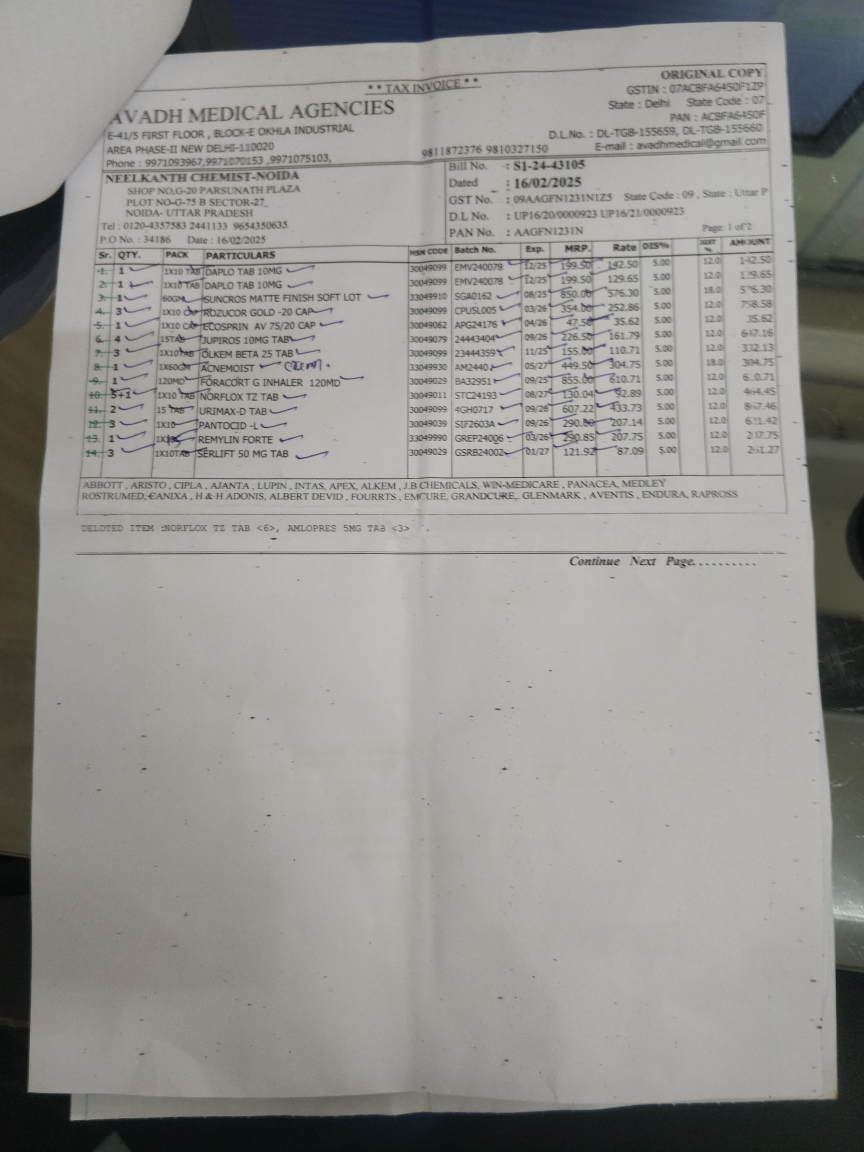 * * TAX INVOICE * *
ORIGINAL COPY
AVADH MEDICAL AGENCIES
GSTIN : 07ACBFA6450F1ZP
State : Delhi State Code : 07
PAN : ACBFA6450F
E-41/5 FIRST FLOOR , BLOCK-E OKHLA INDUSTRIAL
D.L.No. : DL-TGB-155659, DL-TGB-155660
AREA PHASE-II NEW DELHI-110020
E-mail : avadhmedical@gmail.com
Phone : 9971093967,9971070153 ,9971075103, 9811872376 9810327150
NEELKANTH CHEMIST-NOIDA
SHOP NO,G-20 PARSUNATH PLAZA
PLOT NO-G-75 B SECTOR-27
NOIDA- UTTAR PRADESH
Tel : 0120-4357583 2441133 9654350635
P.O No. : 34186 Date : 16/02/2025
Bill No. : S1-24-43105
Dated : 16/02/2025
GST No. : 09AAGFN1231N1Z5 State Code : 09 , State : Uttar P
D.L No. : UP16/20/0000923 UP16/21/0000923
PAN No. : AAGFN1231N
Page: 1 of 2
Sr. QTY. PACK PARTICULARS HSN CODE Batch No. Exp. MRP. Rate DIS% % AMOUNT
1. 1 1X10 TAB DAPLO TAB 10MG 30049099 EMV240078 12/25 199.50 142.50 5.00 12.0 142.50
2. 1 1X10 TAB DAPLO TAB 10MG 30049099 EMV240078 12/25 199.50 129.65 5.00 12.0 129.65
3. 1 60GM SUNCROS MATTE FINISH SOFT LOT 33049910 SGA0162 08/25 850.00 576.30 5.00 18.0 576.30
4. 3 1X10 CAP ROZUCOR GOLD -20 CAP 30049099 CPU5L005 03/26 354.00 252.86 5.00 12.0 758.58
5. 1 1X10 CAP ECOSPRIN AV 75/20 CAP 30049062 APG24176 04/26 47.50 35.62 5.00 12.0 35.62
6. 4 15TAB JUPIROS 10MG TAB 30049079 24443404 09/26 226.50 161.79 5.00 12.0 647.16
7. 3 1X10TAB OLKEM BETA 25 TAB 30049099 23444359 11/25 155.00 110.71 5.00 12.0 332.13
8. 1 1X60GM ACNEMOIST 33049930 AM2440 05/27 449.50 304.75 5.00 18.0 304.75
9. 1 120MD FORACORT G INHALER 120MD 30049029 BA32951 09/25 855.00 610.71 5.00 12.0 610.71
10. 5+1 1X10 TAB NORFLOX TZ TAB 30049011 STC24193 08/27 130.04 92.89 5.00 12.0 464.45
11. 2 15 TAB URIMAX-D TAB 30049099 4GH0717 09/26 607.22 433.73 5.00 12.0 867.46
12. 3 1X10 PANTOCID -L 30049039 SIF2603A 09/26 290.00 207.14 5.00 12.0 621.42
13. 1 REMYLIN FORTE 33049990 GREP24006 03/26 290.85 207.75 5.00 12.0 207.75
14. 3 1X10TAB SERLIFT 50 MG TAB 30049029 GSRB24002 01/27 121.92 87.09 5.00 12.0 261.27
ABBOTT , ARISTO , CIPLA , AJANTA , LUPIN , INTAS, APEX, ALKEM , J.B CHEMICALS, WIN-MEDICARE , PANACEA, MEDLEY
ROSTRUMED, CANIXA , H & H ADONIS, ALBERT DEVID , FOURRTS , EMCURE, GRANDCURE, GLENMARK , AVENTIS , ENDURA, RAPROSS
DELDTED ITEM :NORFLOX TZ TAB <6>, AMLOPRES 5MG TAB <3>
Continue Next Page..........